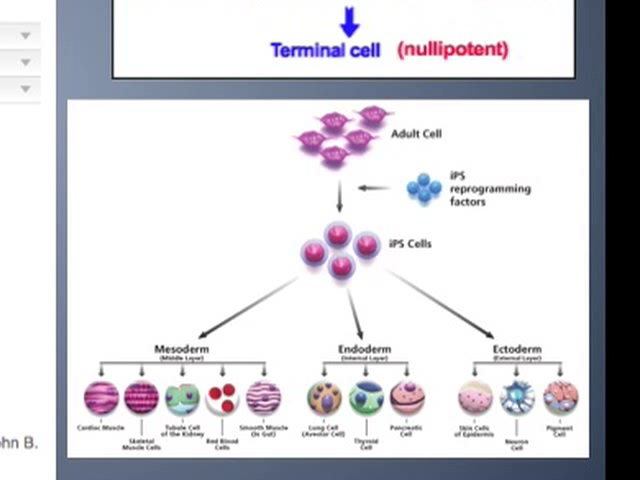 Terminal cell (nullipotent)
Adult Cell
iPS
reprogramming
factors
iPS Cells
Mesoderm
(Middle Layer)
Endoderm
(Internal Layer)
Ectoderm
(External Layer)
Cardiac Muscle
Skeletal
Muscle Cells
Tubule Cell
of the Kidney
Red Blood
Cells
Smooth Muscle
(in Gut)
Lung Cell
(Alveolar Cell)
Thyroid
Cell
Pancreatic
Cell
Skin Cells
of Epidermis
Neuron
Cell
Pigment
Cell
hn B.